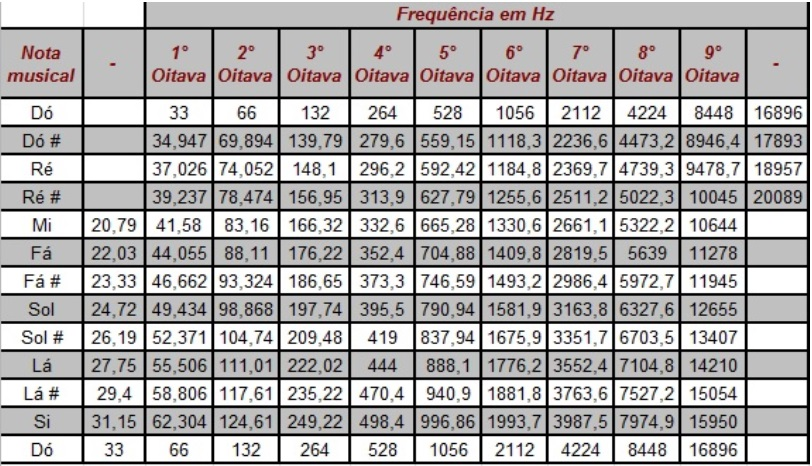 Frequência em Hz
Nota musical - 1° Oitava 2° Oitava 3° Oitava 4° Oitava 5° Oitava 6° Oitava 7° Oitava 8° Oitava 9° Oitava -
Dó 33 66 132 264 528 1056 2112 4224 8448 16896
Dó # 34,947 69,894 139,79 279,6 559,15 1118,3 2236,6 4473,2 8946,4 17893
Ré 37,026 74,052 148,1 296,2 592,42 1184,8 2369,7 4739,3 9478,7 18957
Ré # 39,237 78,474 156,95 313,9 627,79 1255,6 2511,2 5022,3 10045 20089
Mi 20,79 41,58 83,16 166,32 332,6 665,28 1330,6 2661,1 5322,2 10644
Fá 22,03 44,055 88,11 176,22 352,4 704,88 1409,8 2819,5 5639 11278
Fá # 23,33 46,662 93,324 186,65 373,3 746,59 1493,2 2986,4 5972,7 11945
Sol 24,72 49,434 98,868 197,74 395,5 790,94 1581,9 3163,8 6327,6 12655
Sol # 26,19 52,371 104,74 209,48 419 837,94 1675,9 3351,7 6703,5 13407
Lá 27,75 55,506 111,01 222,02 444 888,1 1776,2 3552,4 7104,8 14210
Lá # 29,4 58,806 117,61 235,22 470,4 940,9 1881,8 3763,6 7527,2 15054
Si 31,15 62,304 124,61 249,22 498,4 996,86 1993,7 3987,5 7974,9 15950
Dó 33 66 132 264 528 1056 2112 4224 8448 16896